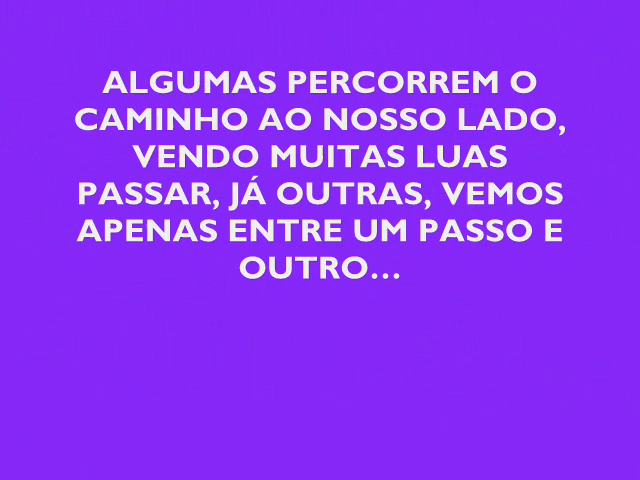 ALGUMAS PERCORREM O
CAMINHO AO NOSSO LADO,
VENDO MUITAS LUAS
PASSAR, JÁ OUTRAS, VEMOS
APENAS ENTRE UM PASSO E
OUTRO...